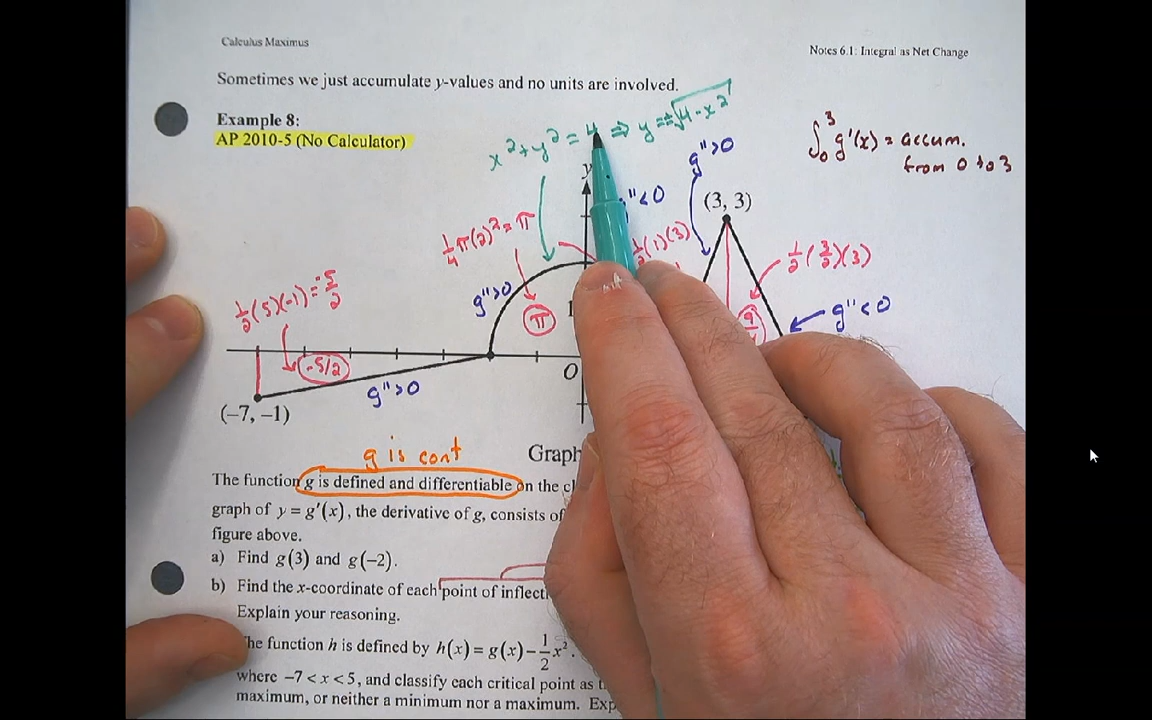 Calculus Maximus
Notes 6.1: Integral as Net Change
Sometimes we just accumulate y-values and no units are involved.
Example 8:
AP 2010-5 (No Calculator)
x² + y² = 4 ⇒ y = ±√4-x²
∫₀³ g'(x) = accum.
from 0 to 3
g">0
y
"<0
(3, 3)
¼π(2)² = π
½(1)(3)
½(3/2)(3)
½(5)(-1) = -5/2
g">0
π
g"<0
-5/2
O
g">0
(−7, −1)
g is cont
Graph
The function g is defined and differentiable on the cl
graph of y = g′(x), the derivative of g, consists of
figure above.
a) Find g(3) and g(−2).
b) Find the x-coordinate of each point of inflecti
Explain your reasoning.
he function h is defined by h(x) = g(x) − ½x².
where −7 < x < 5, and classify each critical point as
maximum, or neither a minimum nor a maximum. Exp